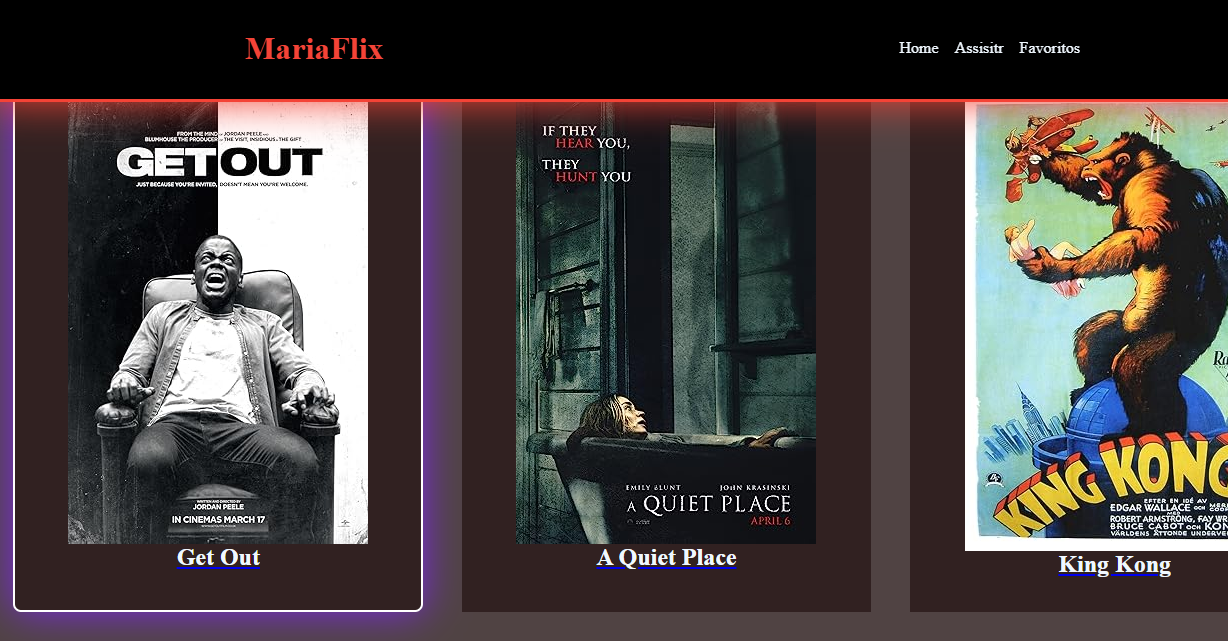 MariaFlix
Home Assisitr Favoritos
FROM THE MIND OF JORDAN PEELE AND
BLUMHOUSE THE PRODUCER OF THE VISIT, INSIDIOUS & THE GIFT
GET OUT
JUST BECAUSE YOU'RE INVITED, DOESN'T MEAN YOU'RE WELCOME.
WRITTEN AND DIRECTED BY
JORDAN PEELE
IN CINEMAS MARCH 17
Get Out
IF THEY
HEAR YOU,
THEY
HUNT YOU
EMILY BLUNT JOHN KRASINSKI
A QUIET PLACE
APRIL 6
A Quiet Place
KING KONG
EFTER EN IDÉ AV
EDGAR WALLACE OCH
ROBERT ARMSTRONG, FAY WR
BRUCE CABOT OCH KON
VÄRLDENS ÅTTONDE UNDERVE
King Kong